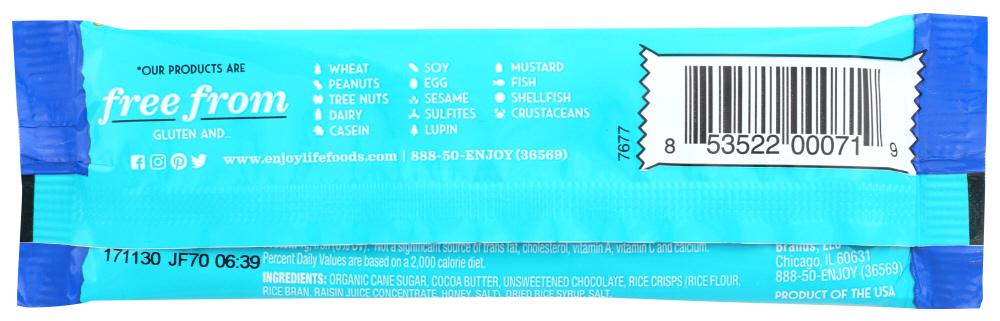 *OUR PRODUCTS ARE
free from
GLUTEN AND...
WHEAT
PEANUTS
TREE NUTS
DAIRY
CASEIN
SOY
EGG
SESAME
SULFITES
LUPIN
MUSTARD
FISH
SHELLFISH
CRUSTACEANS
www.enjoylifefoods.com | 888-50-ENJOY (36569)
7677
8 53522 00071 9
171130 JF70 06:39
Not a significant source of trans fat, cholesterol, vitamin A, vitamin C and calcium.
Percent Daily Values are based on a 2,000 calorie diet.
INGREDIENTS: ORGANIC CANE SUGAR, COCOA BUTTER, UNSWEETENED CHOCOLATE, RICE CRISPS (RICE FLOUR,
RICE BRAN, RAISIN JUICE CONCENTRATE, HONEY, SALT), DRIED RICE SYRUP, SALT.
Brands, LLC
Chicago, IL 60631
888-50-ENJOY (36569)
PRODUCT OF THE USA